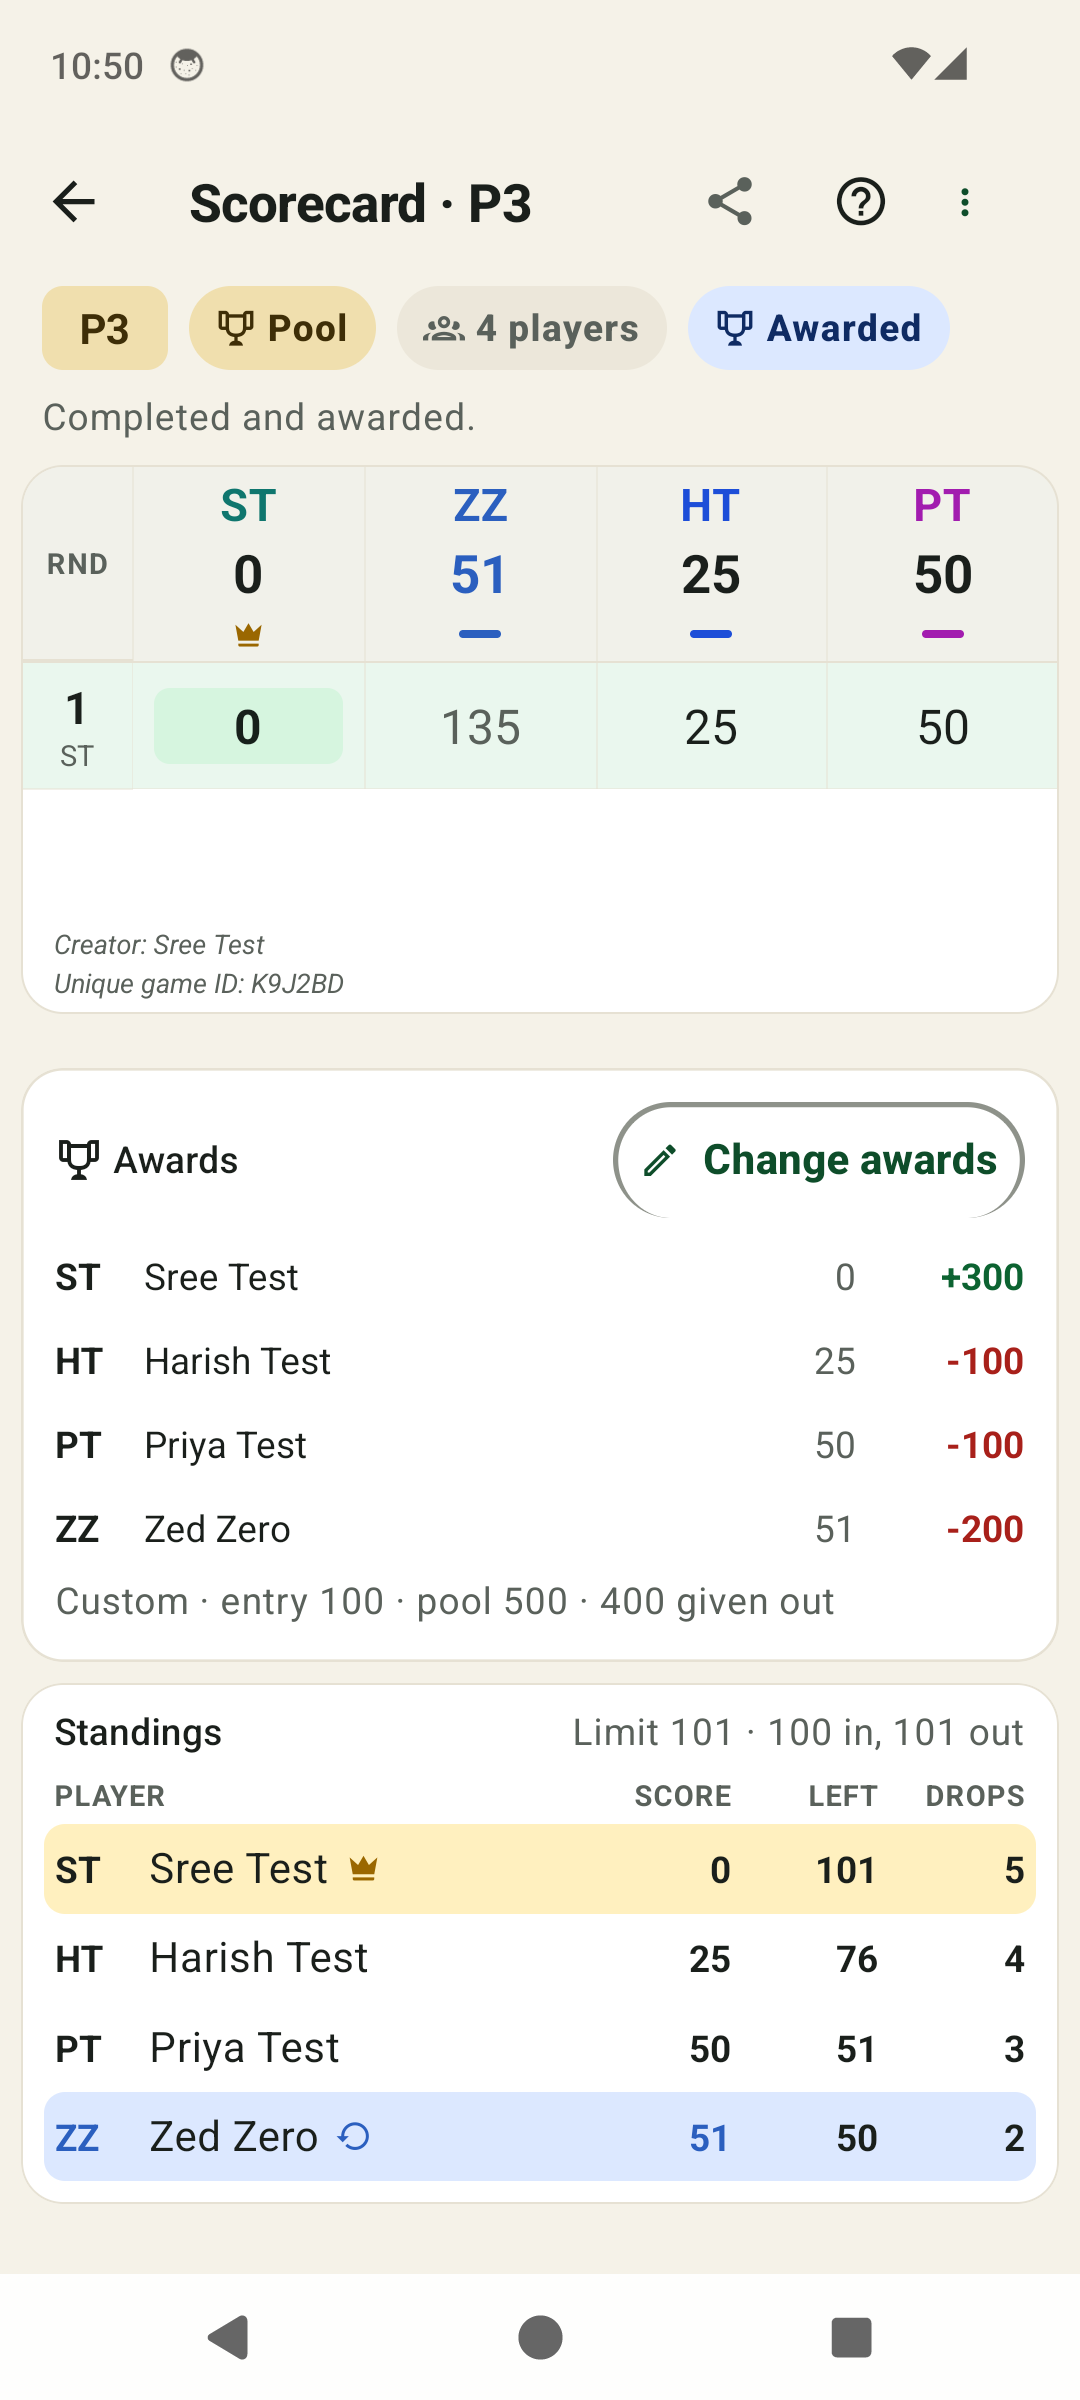 10:50
Scorecard · P3
P3 Pool 4 players Awarded
Completed and awarded.
RND ST ZZ HT PT
0 51 25 50
1 0 135 25 50
ST
Creator: Sree Test
Unique game ID: K9J2BD
Awards Change awards
ST Sree Test 0 +300
HT Harish Test 25 -100
PT Priya Test 50 -100
ZZ Zed Zero 51 -200
Custom · entry 100 · pool 500 · 400 given out
Standings Limit 101 · 100 in, 101 out
PLAYER SCORE LEFT DROPS
ST Sree Test 0 101 5
HT Harish Test 25 76 4
PT Priya Test 50 51 3
ZZ Zed Zero 51 50 2